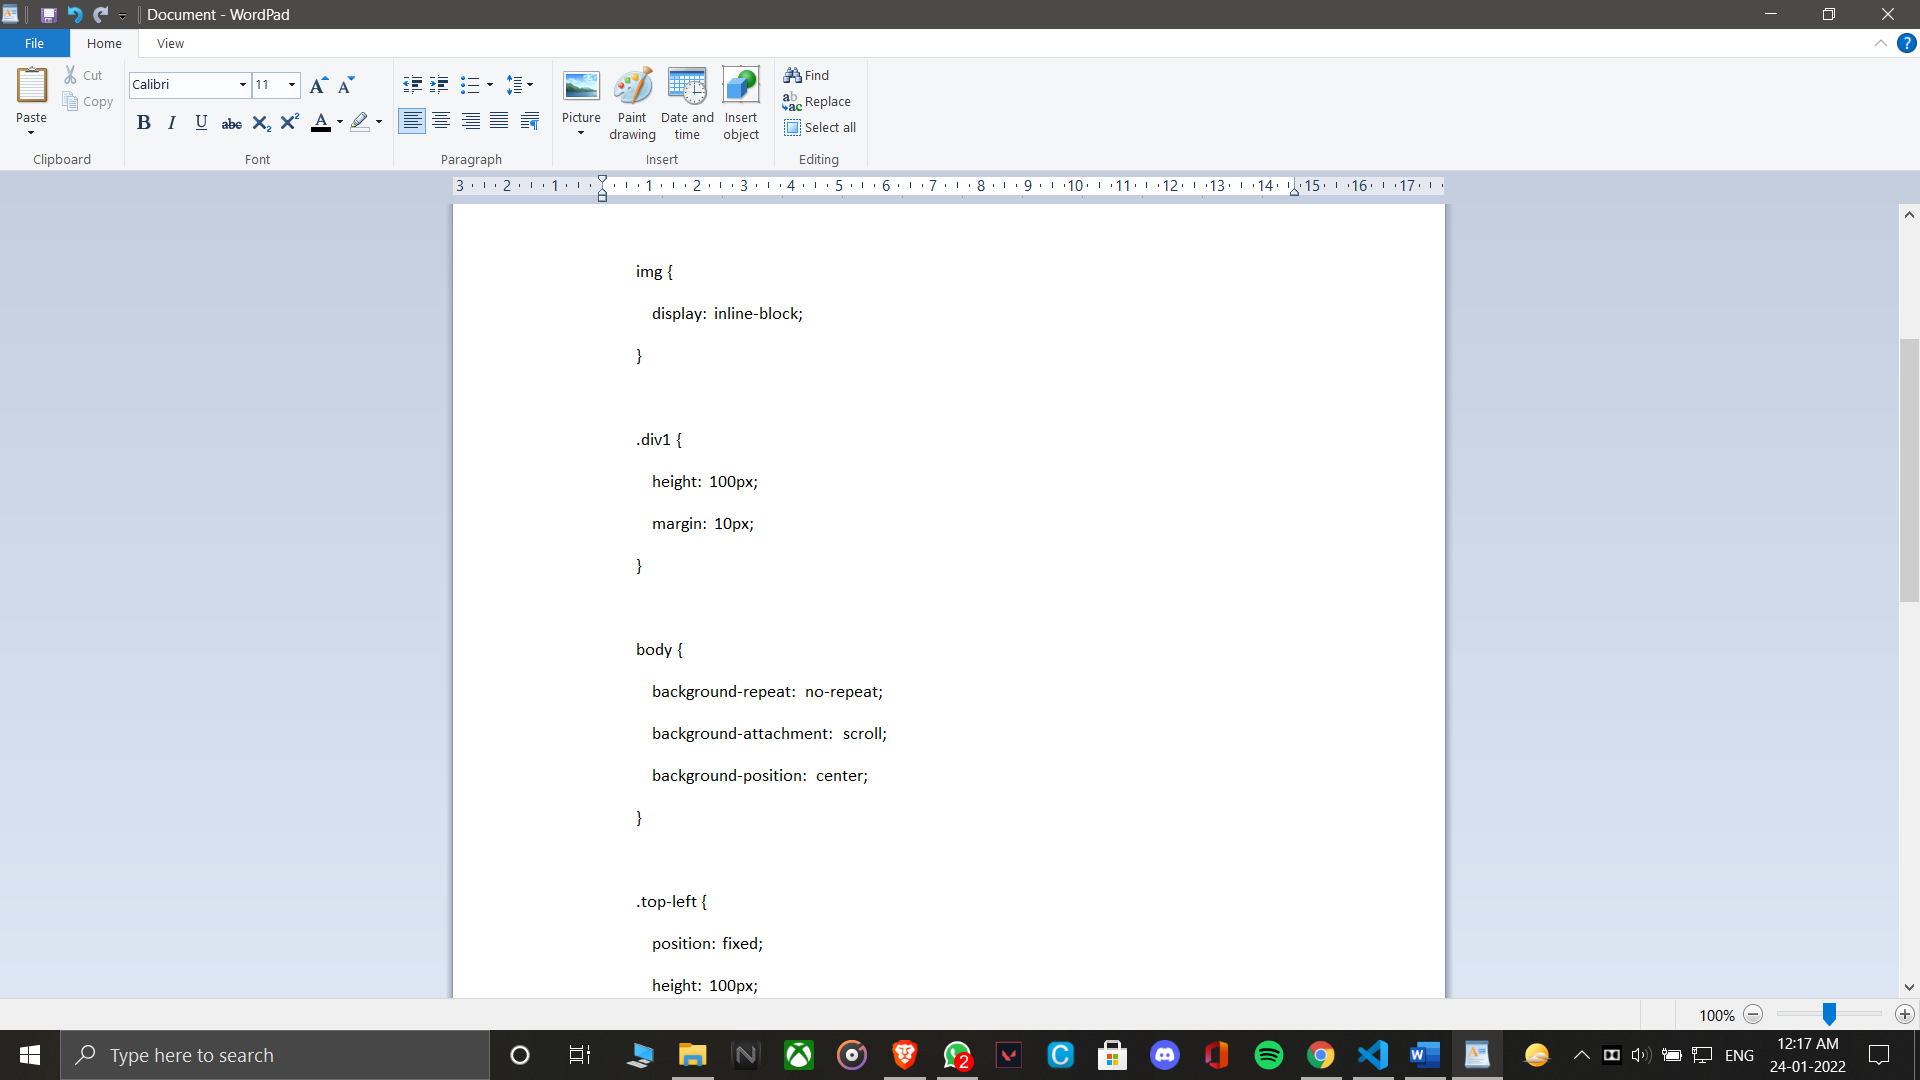 Document - WordPad
File Home View
Paste
Cut
Copy
Clipboard
Calibri 11
B I U abc X₂ X² A
Font
Paragraph
Picture
Paint drawing
Date and time
Insert object
Insert
Find
Replace
Select all
Editing
3 2 1 1 2 3 4 5 6 7 8 9 10 11 12 13 14 15 16 17
img {
display: inline-block;
}
.div1 {
height: 100px;
margin: 10px;
}
body {
background-repeat: no-repeat;
background-attachment: scroll;
background-position: center;
}
.top-left {
position: fixed;
height: 100px;
100%
Type here to search
2
ENG
12:17 AM
24-01-2022